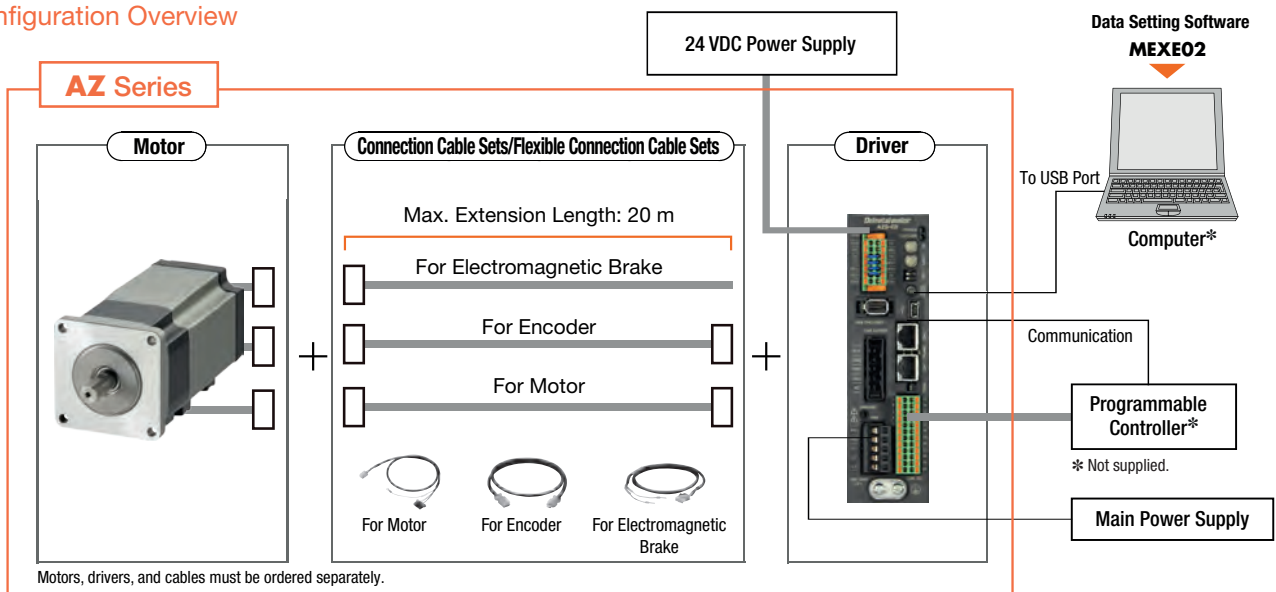 nfiguration Overview
24 VDC Power Supply
Data Setting Software
MEXE02
AZ Series
Motor
Connection Cable Sets/Flexible Connection Cable Sets
Driver
To USB Port
Max. Extension Length: 20 m
For Electromagnetic Brake
Computer*
For Encoder
Communication
For Motor
Programmable
Controller*
* Not supplied.
For Motor
For Encoder
For Electromagnetic
Brake
Main Power Supply
Motors, drivers, and cables must be ordered separately.